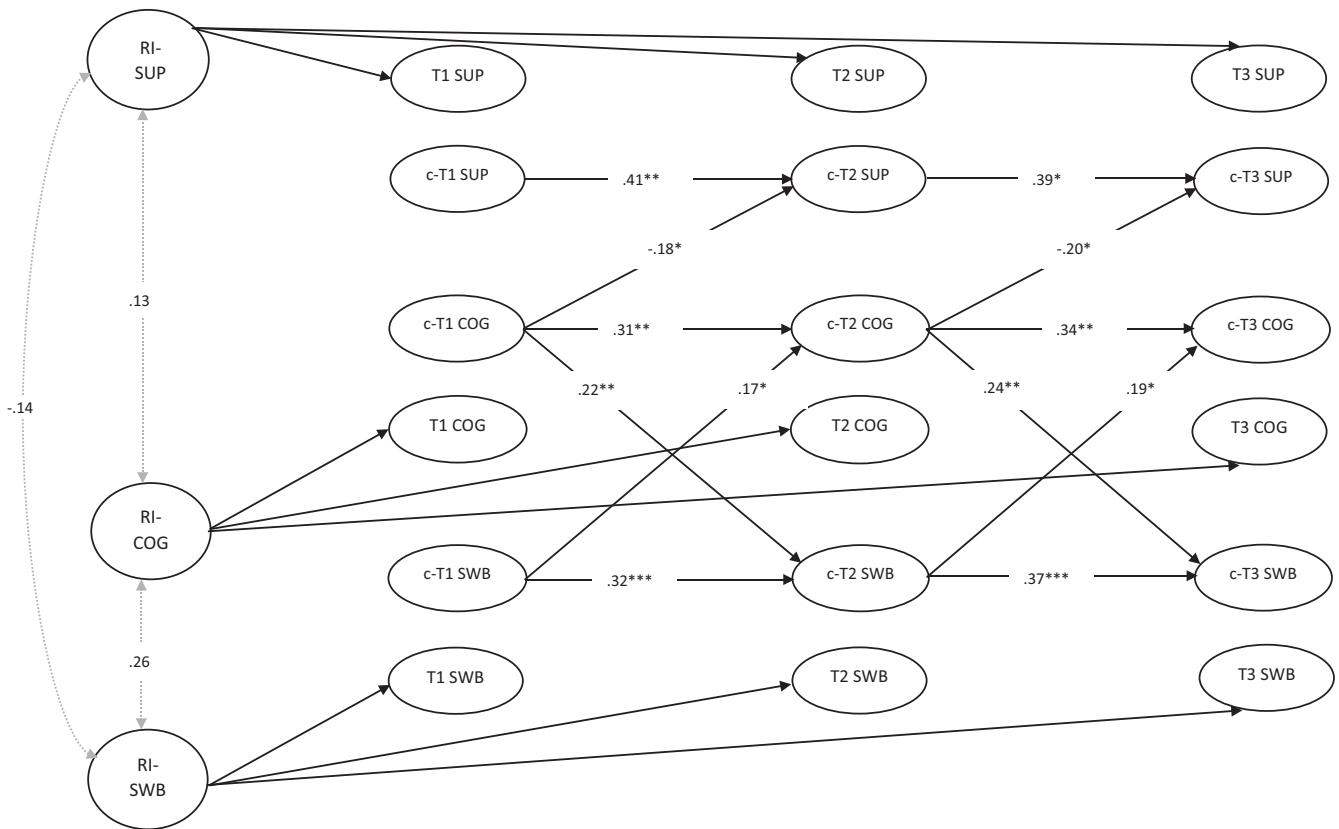 RI-
SUP
T1 SUP
T2 SUP
T3 SUP
c-T1 SUP
.41**
c-T2 SUP
.39*
c-T3 SUP
-.18*
-.20*
.13
c-T1 COG
.31**
c-T2 COG
.34**
c-T3 COG
-.14
.22**
.17*
.24**
.19*
T1 COG
T2 COG
T3 COG
RI-
COG
c-T1 SWB
.32***
c-T2 SWB
.37***
c-T3 SWB
.26
T1 SWB
T2 SWB
T3 SWB
RI-
SWB